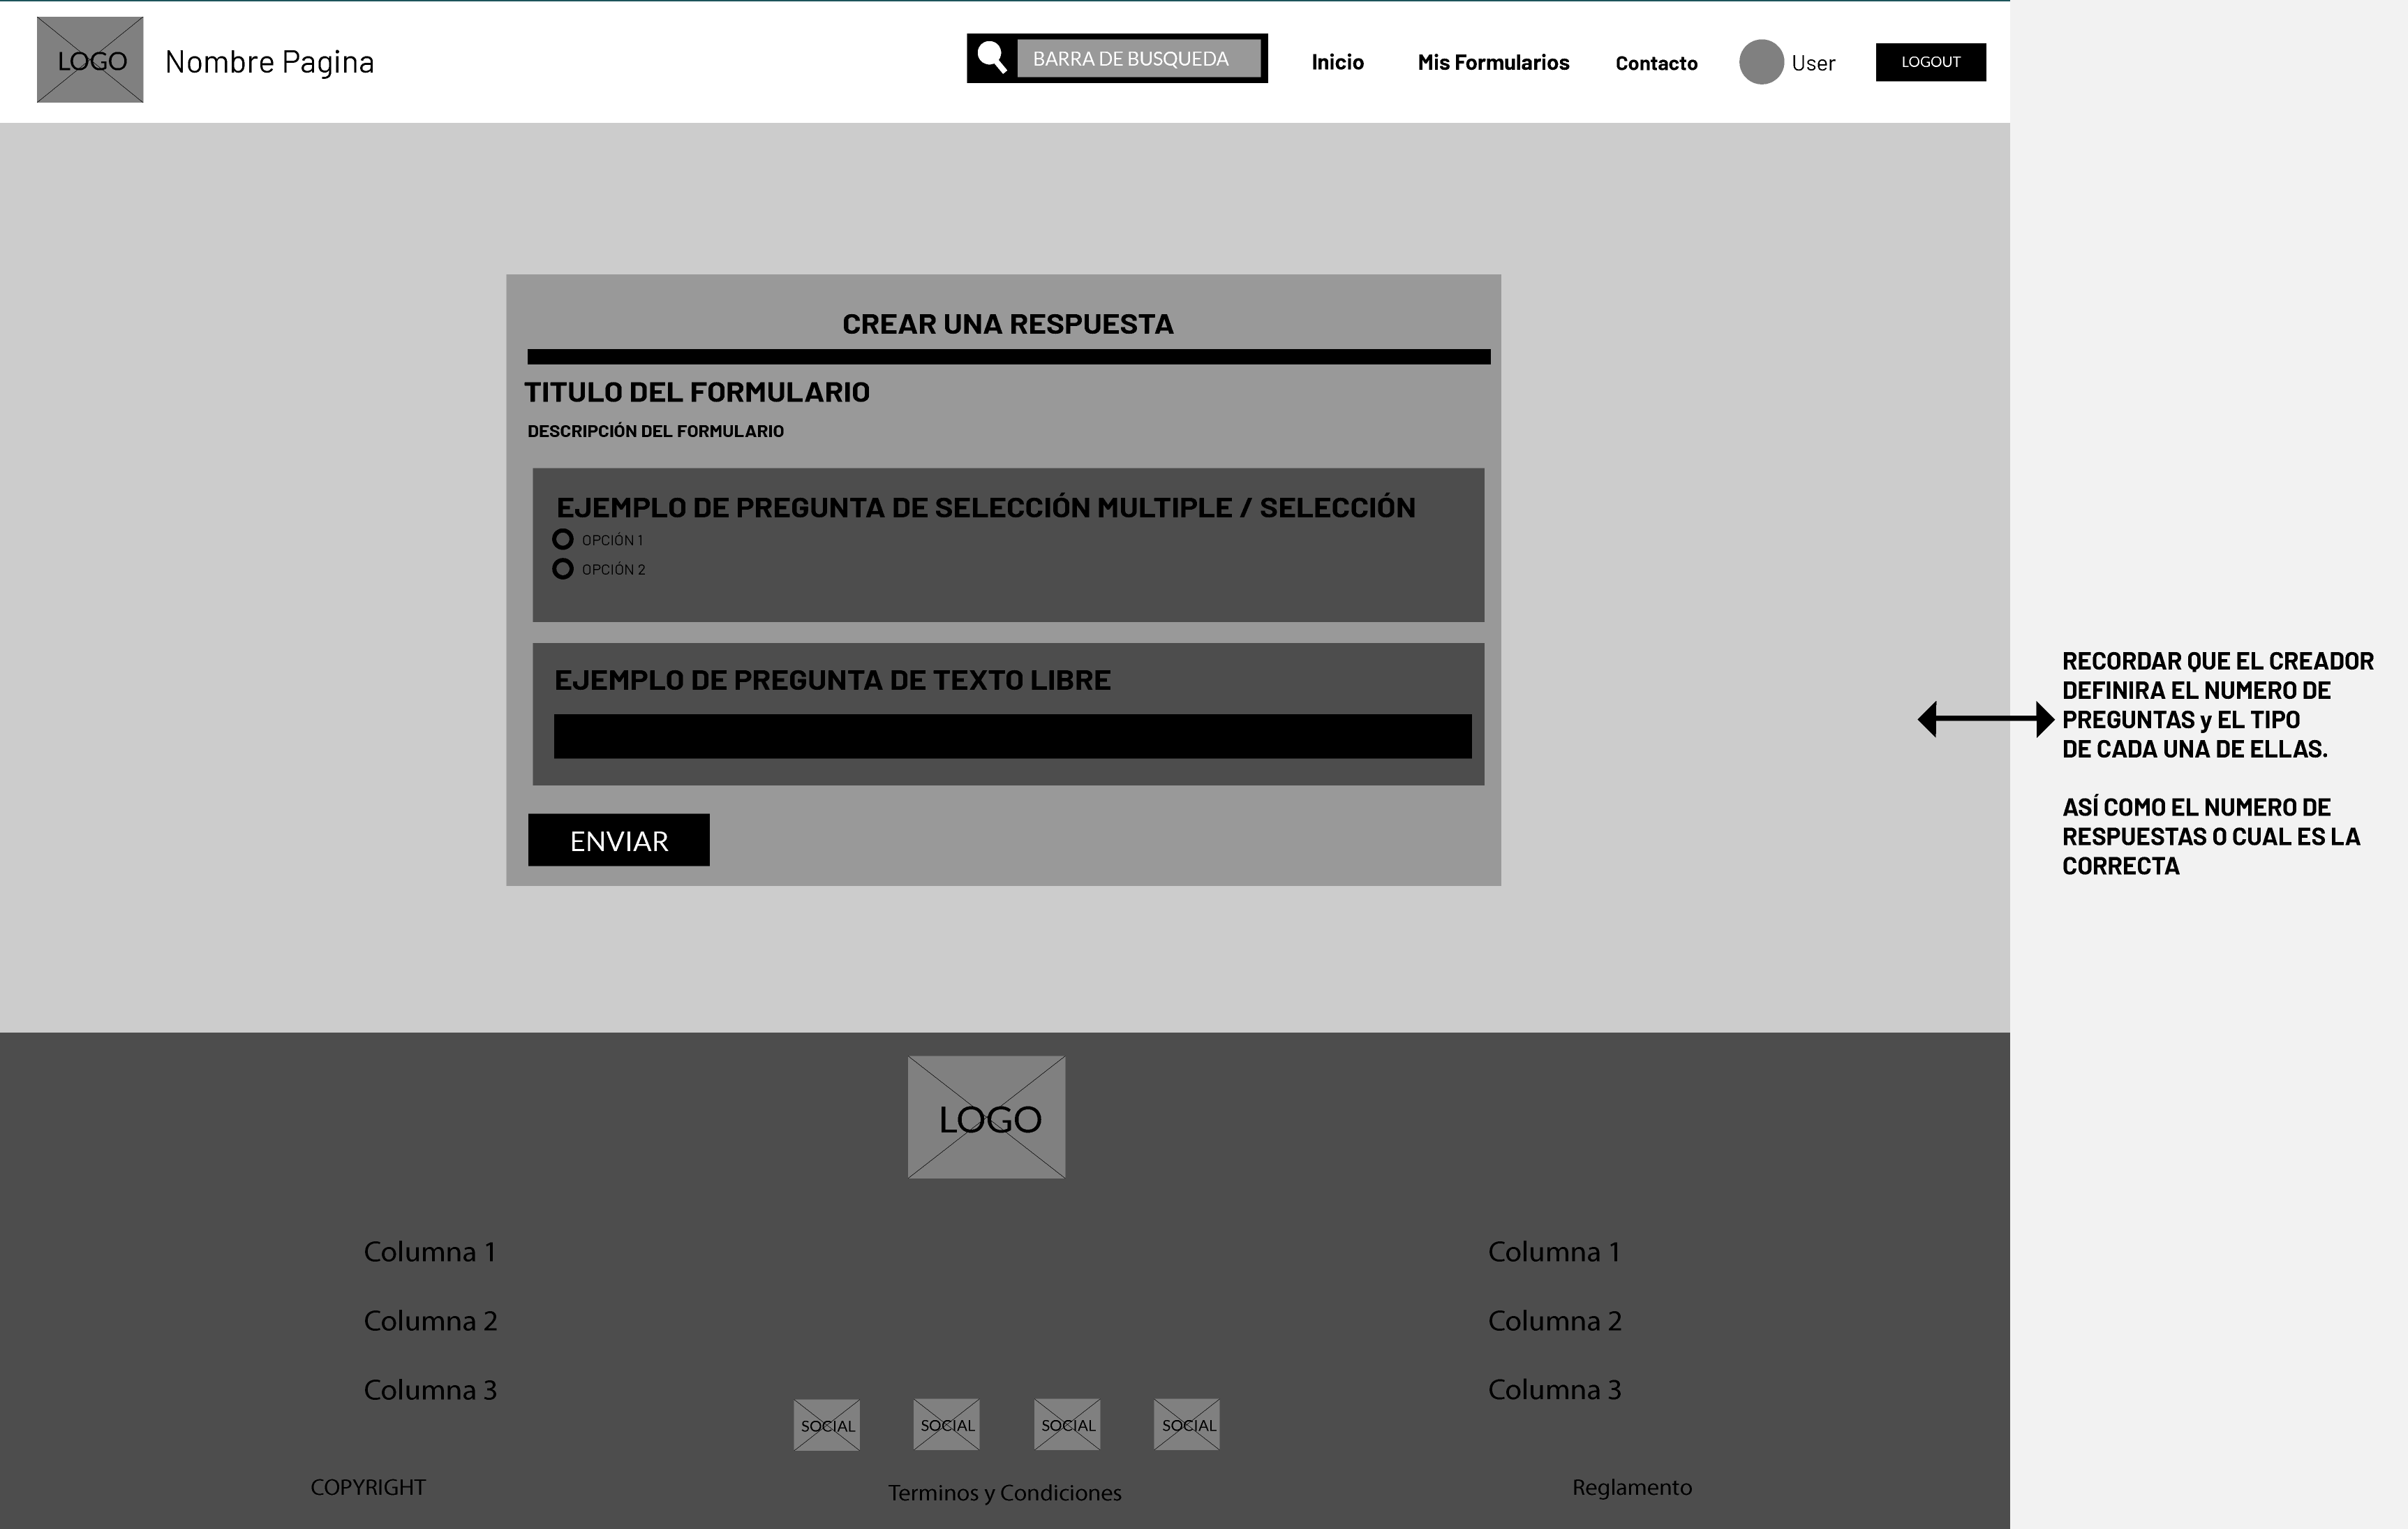 LOGO
Nombre Pagina
BARRA DE BUSQUEDA
Inicio
Mis Formularios
Contacto
User
LOGOUT
CREAR UNA RESPUESTA
TITULO DEL FORMULARIO
DESCRIPCIÓN DEL FORMULARIO
EJEMPLO DE PREGUNTA DE SELECCIÓN MULTIPLE / SELECCIÓN
OPCIÓN 1
OPCIÓN 2
EJEMPLO DE PREGUNTA DE TEXTO LIBRE
ENVIAR
RECORDAR QUE EL CREADOR
DEFINIRA EL NUMERO DE
PREGUNTAS y EL TIPO
DE CADA UNA DE ELLAS.
ASÍ COMO EL NUMERO DE
RESPUESTAS O CUAL ES LA
CORRECTA
LOGO
Columna 1
Columna 2
Columna 3
Columna 1
Columna 2
Columna 3
SOCIAL
SOCIAL
SOCIAL
SOCIAL
COPYRIGHT
Terminos y Condiciones
Reglamento